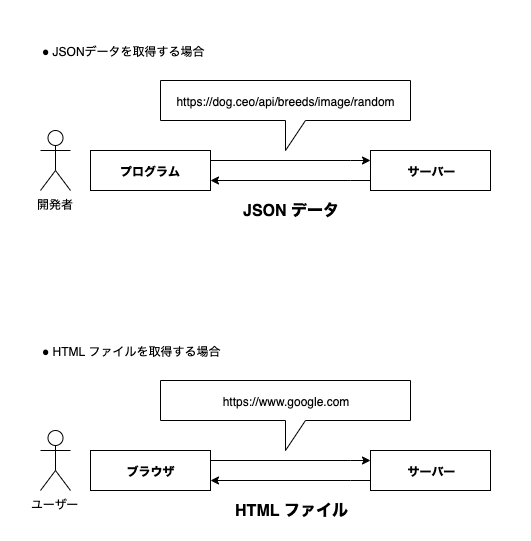 ● JSONデータを取得する場合
https://dog.ceo/api/breeds/image/random
プログラム
サーバー
開発者
JSON データ
● HTML ファイルを取得する場合
https://www.google.com
ブラウザ
サーバー
ユーザー
HTML ファイル